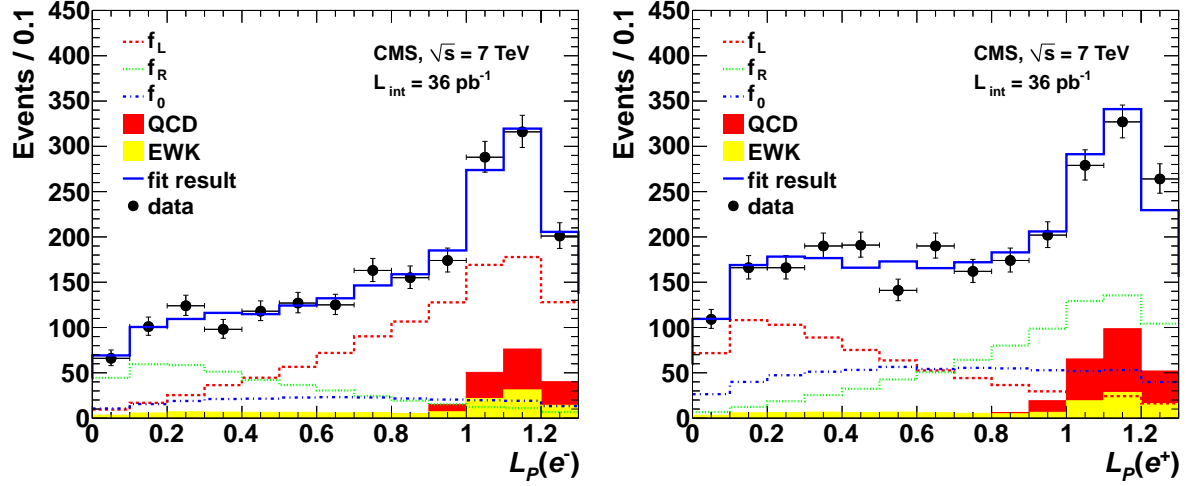 Events / 0.1
450
400
350
300
250
200
150
100
50
0
f_L
f_R
f_0
QCD
EWK
fit result
data
CMS, √s = 7 TeV
L_int = 36 pb⁻¹
0 0.2 0.4 0.6 0.8 1 1.2
L_P(e⁻)
Events / 0.1
450
400
350
300
250
200
150
100
50
0
f_L
f_R
f_0
QCD
EWK
fit result
data
CMS, √s = 7 TeV
L_int = 36 pb⁻¹
0 0.2 0.4 0.6 0.8 1 1.2
L_P(e⁺)